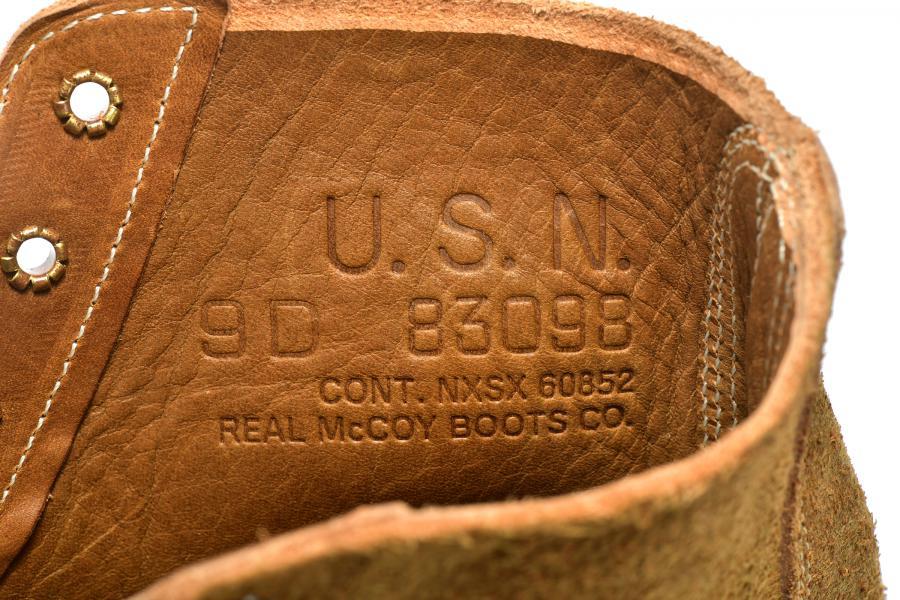 U.S.N.
9D 83098
CONT. NXSX 60852
REAL McCOY BOOTS CO.